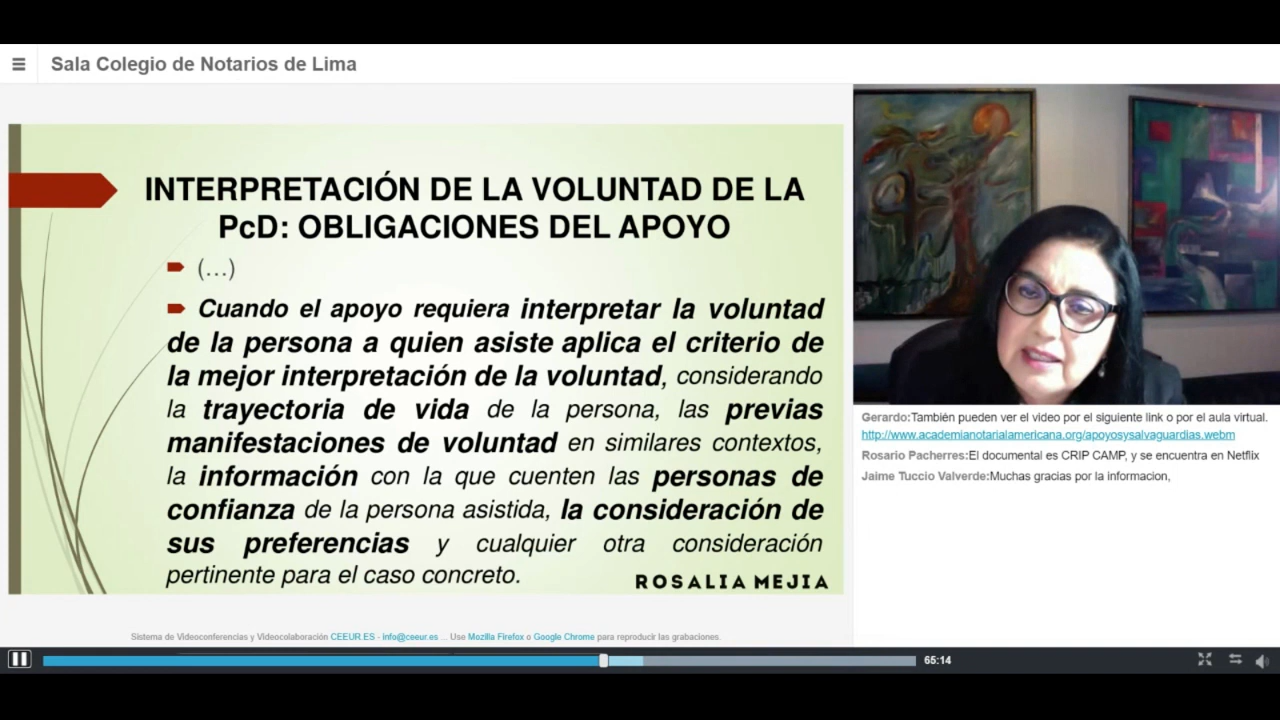 Sala Colegio de Notarios de Lima
INTERPRETACIÓN DE LA VOLUNTAD DE LA
PcD: OBLIGACIONES DEL APOYO
(…)
Cuando el apoyo requiera interpretar la voluntad
de la persona a quien asiste aplica el criterio de
la mejor interpretación de la voluntad, considerando
la trayectoria de vida de la persona, las previas
manifestaciones de voluntad en similares contextos,
la información con la que cuenten las personas de
confianza de la persona asistida, la consideración de
sus preferencias y cualquier otra consideración
pertinente para el caso concreto.
ROSALIA MEJIA
Gerardo:También pueden ver el video por el siguiente link o por el aula virtual.
http://www.academianotarialamericana.org/apoyosysalvaguardias.webm
Rosario Pacherres:El documental es CRIP CAMP, y se encuentra en Netflix
Jaime Tuccio Valverde:Muchas gracias por la informacion,
Sistema de Videoconferencias y Videocolaboración CEEUR.ES - info@ceeur.es ... Use Mozilla Firefox o Google Chrome para reproducir las grabaciones.
65:14